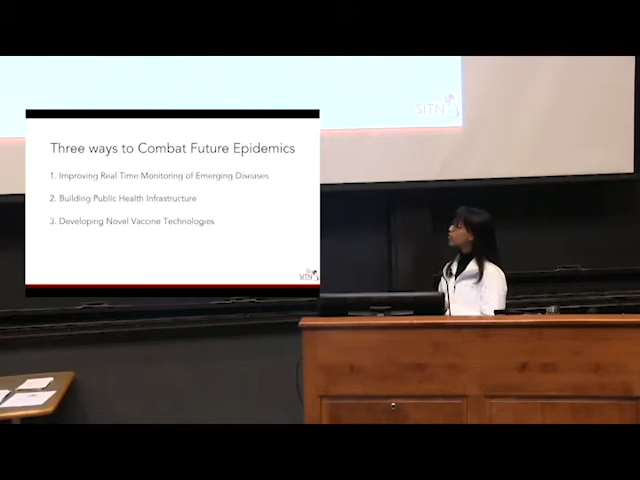 SITN
Three ways to Combat Future Epidemics
1. Improving Real Time Monitoring of Emerging Diseases
2. Building Public Health Infrastructure
3. Developing Novel Vaccine Technologies
SITN